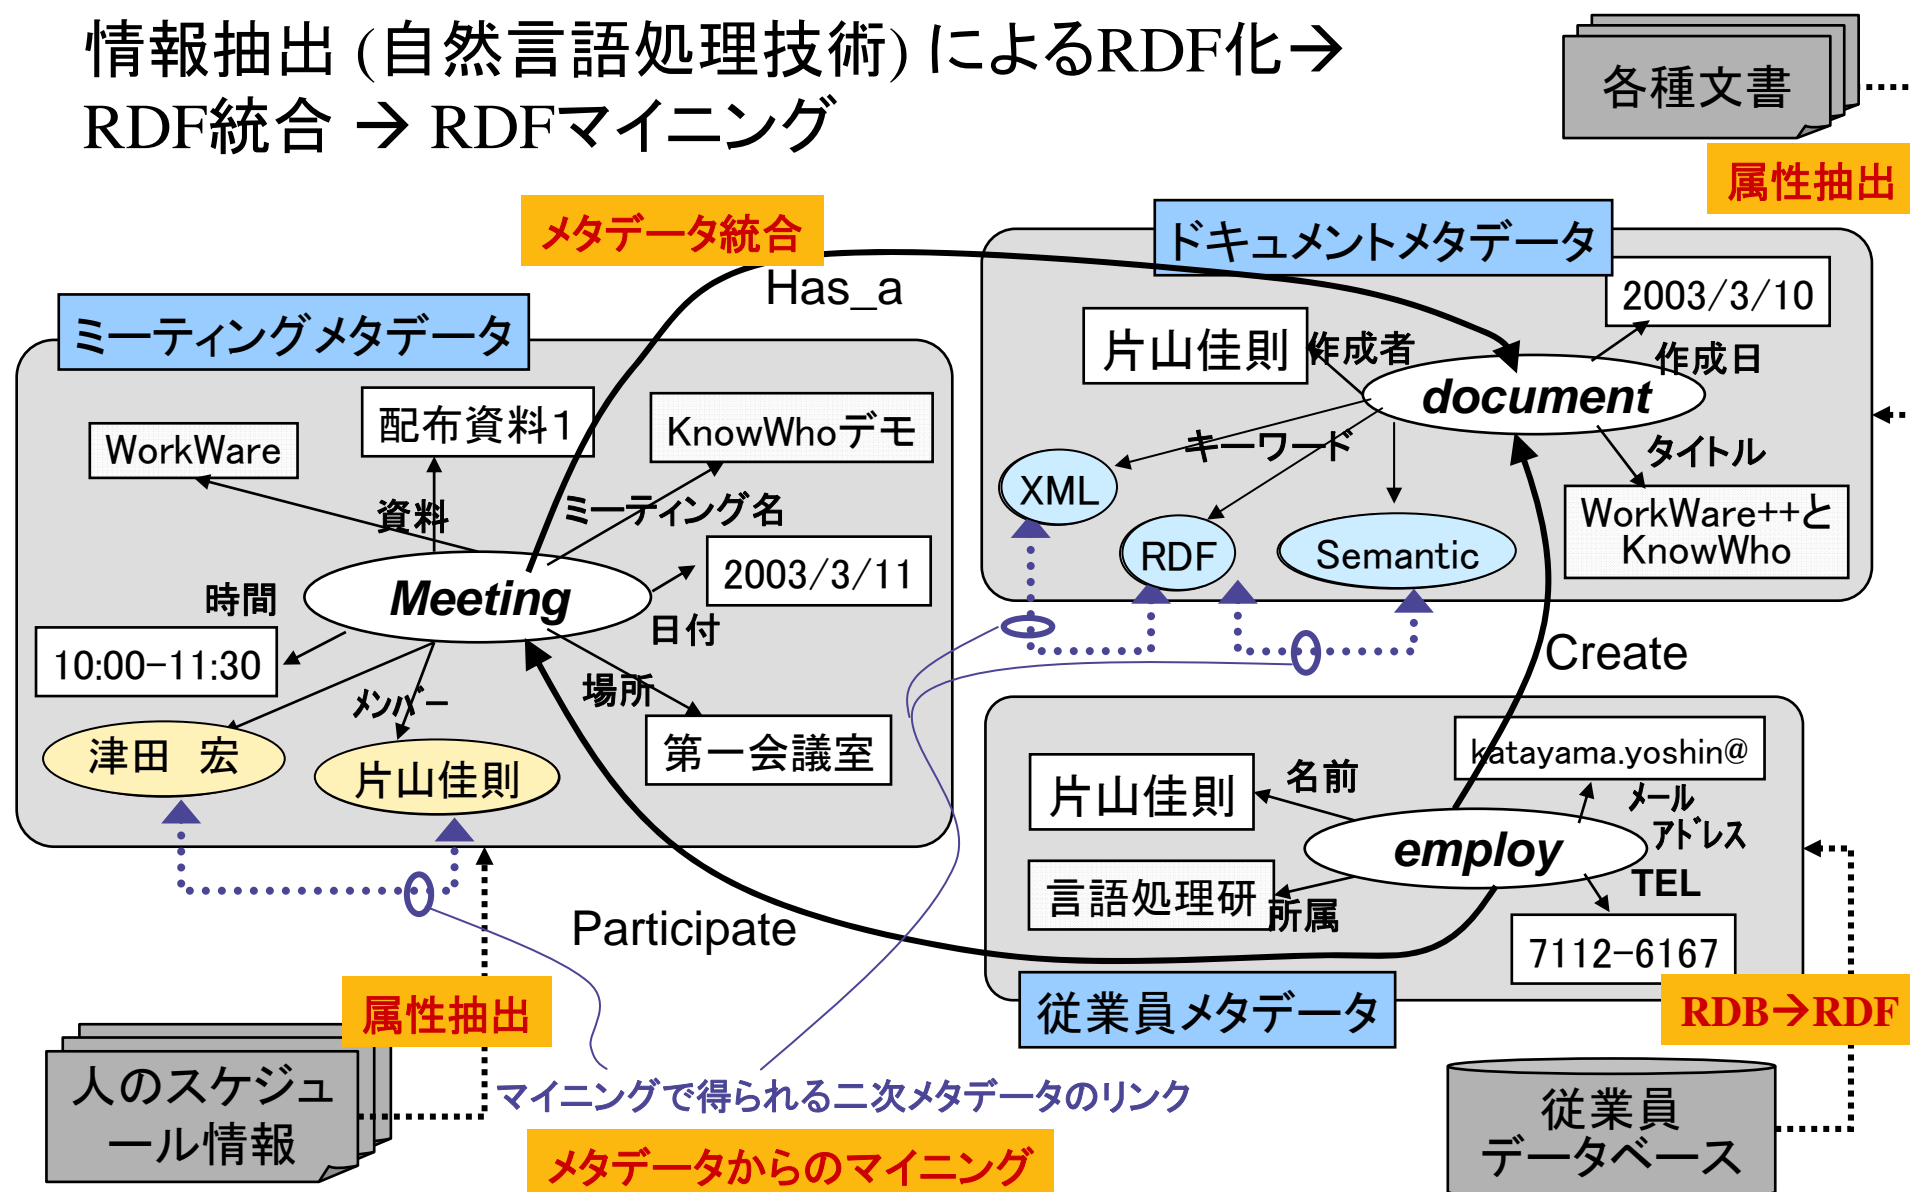 情報抽出 (自然言語処理技術) によるRDF化→
RDF統合 → RDFマイニング
各種文書
属性抽出
メタデータ統合
ドキュメントメタデータ
Has_a
2003/3/10
ミーティングメタデータ
片山佳則
作成者
作成日
document
配布資料1
KnowWhoデモ
WorkWare
キーワード
タイトル
XML
資料
ミーティング名
WorkWare++と
KnowWho
RDF
Semantic
2003/3/11
Meeting
時間
日付
10:00-11:30
Create
メンバー
場所
津田 宏
片山佳則
第一会議室
katayama.yoshin@
名前
片山佳則
メール
アドレス
employ
TEL
言語処理研
所属
Participate
7112-6167
属性抽出
従業員メタデータ
RDB→RDF
人のスケジュ
ール情報
マイニングで得られる二次メタデータのリンク
従業員
データベース
メタデータからのマイニング